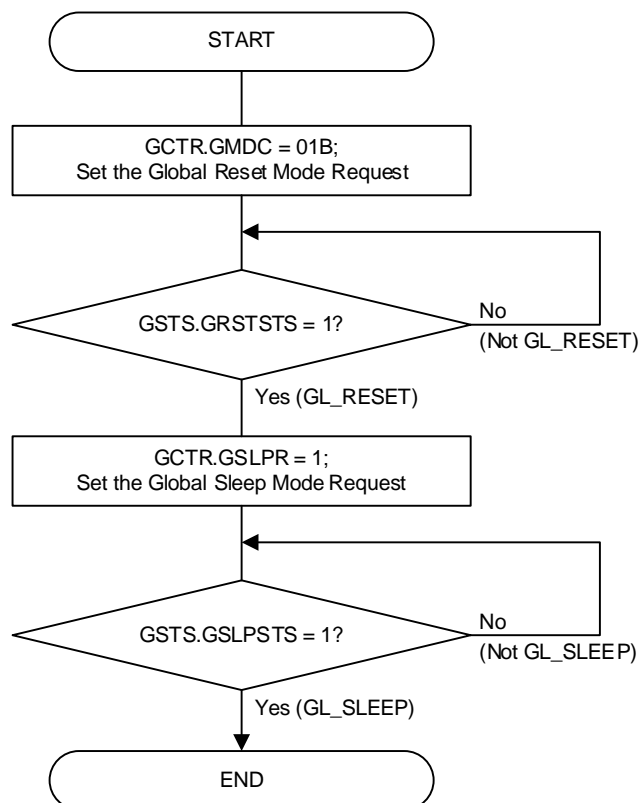 START
GCTR.GMDC = 01B;
Set the Global Reset Mode Request
GSTS.GRSTSTS = 1?
No
(Not GL_RESET)
Yes (GL_RESET)
GCTR.GSLPR = 1;
Set the Global Sleep Mode Request
GSTS.GSLPSTS = 1?
No
(Not GL_SLEEP)
Yes (GL_SLEEP)
END